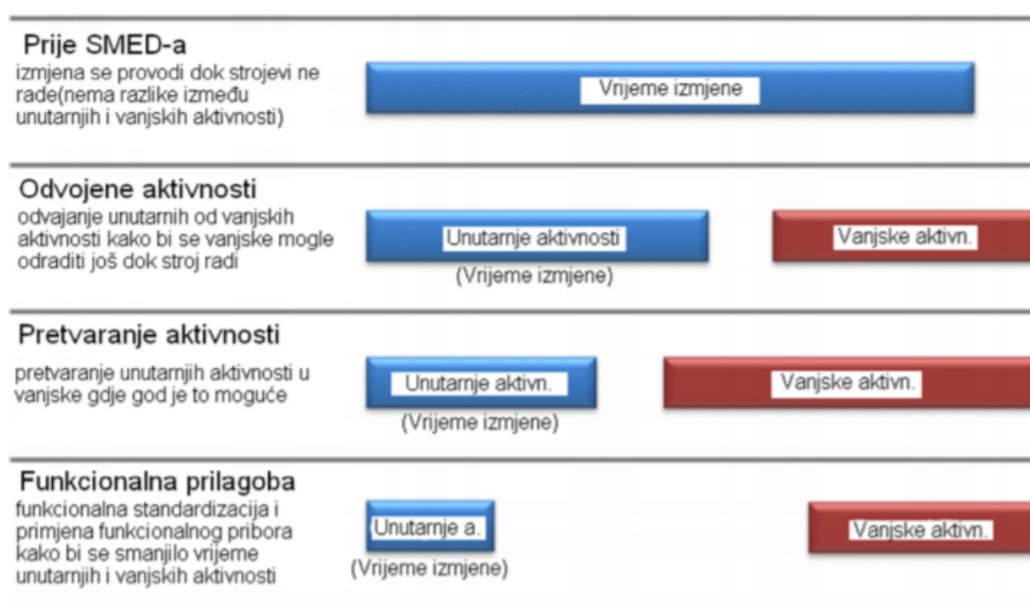 Prije SMED-a
izmjena se provodi dok strojevi ne
rade(nema razlike između
unutarnjih i vanjskih aktivnosti)
Vrijeme izmjene
Odvojene aktivnosti
odvajanje unutarnih od vanjskih
aktivnosti kako bi se vanjske mogle
odraditi još dok stroj radi
Unutarnje aktivnosti
(Vrijeme izmjene)
Vanjske aktivn.
Pretvaranje aktivnosti
pretvaranje unutarnjih aktivnosti u
vanjske gdje god je to moguće
Unutarnje aktivn.
(Vrijeme izmjene)
Vanjske aktivn.
Funkcionalna prilagoba
funkcionalna standardizacija i
primjena funkcionalnog pribora
kako bi se smanjilo vrijeme
unutarnjih i vanjskih aktivnosti
Unutarnje a.
(Vrijeme izmjene)
Vanjske aktivn.